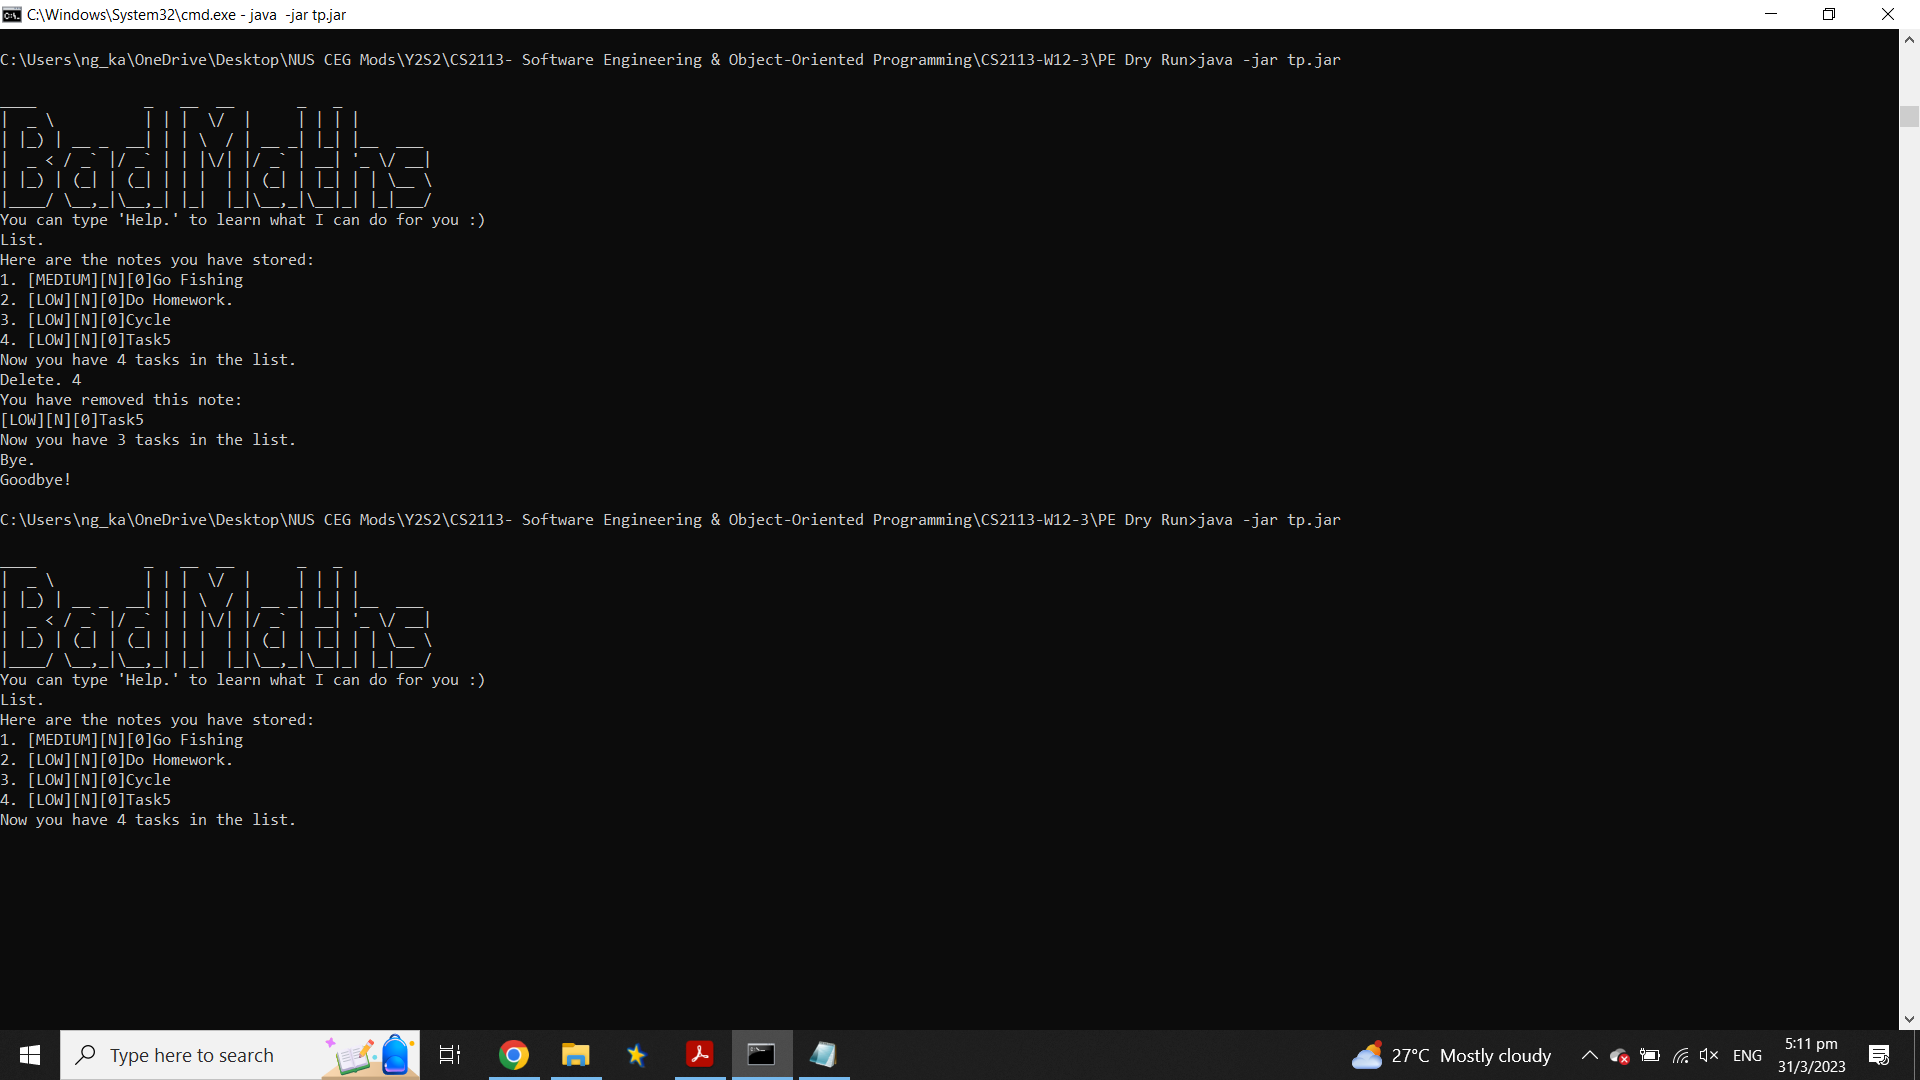 C:\Windows\System32\cmd.exe - java  -jar tp.jar
C:\Users\ng_ka\OneDrive\Desktop\NUS CEG Mods\Y2S2\CS2113- Software Engineering & Object-Oriented Programming\CS2113-W12-3\PE Dry Run>java -jar tp.jar
BadMaths
You can type 'Help.' to learn what I can do for you :)
List.
Here are the notes you have stored:
1. [MEDIUM][N][0]Go Fishing
2. [LOW][N][0]Do Homework.
3. [LOW][N][0]Cycle
4. [LOW][N][0]Task5
Now you have 4 tasks in the list.
Delete. 4
You have removed this note:
[LOW][N][0]Task5
Now you have 3 tasks in the list.
Bye.
Goodbye!
C:\Users\ng_ka\OneDrive\Desktop\NUS CEG Mods\Y2S2\CS2113- Software Engineering & Object-Oriented Programming\CS2113-W12-3\PE Dry Run>java -jar tp.jar
BadMaths
You can type 'Help.' to learn what I can do for you :)
List.
Here are the notes you have stored:
1. [MEDIUM][N][0]Go Fishing
2. [LOW][N][0]Do Homework.
3. [LOW][N][0]Cycle
4. [LOW][N][0]Task5
Now you have 4 tasks in the list.
Type here to search
27°C Mostly cloudy
ENG
5:11 pm
31/3/2023